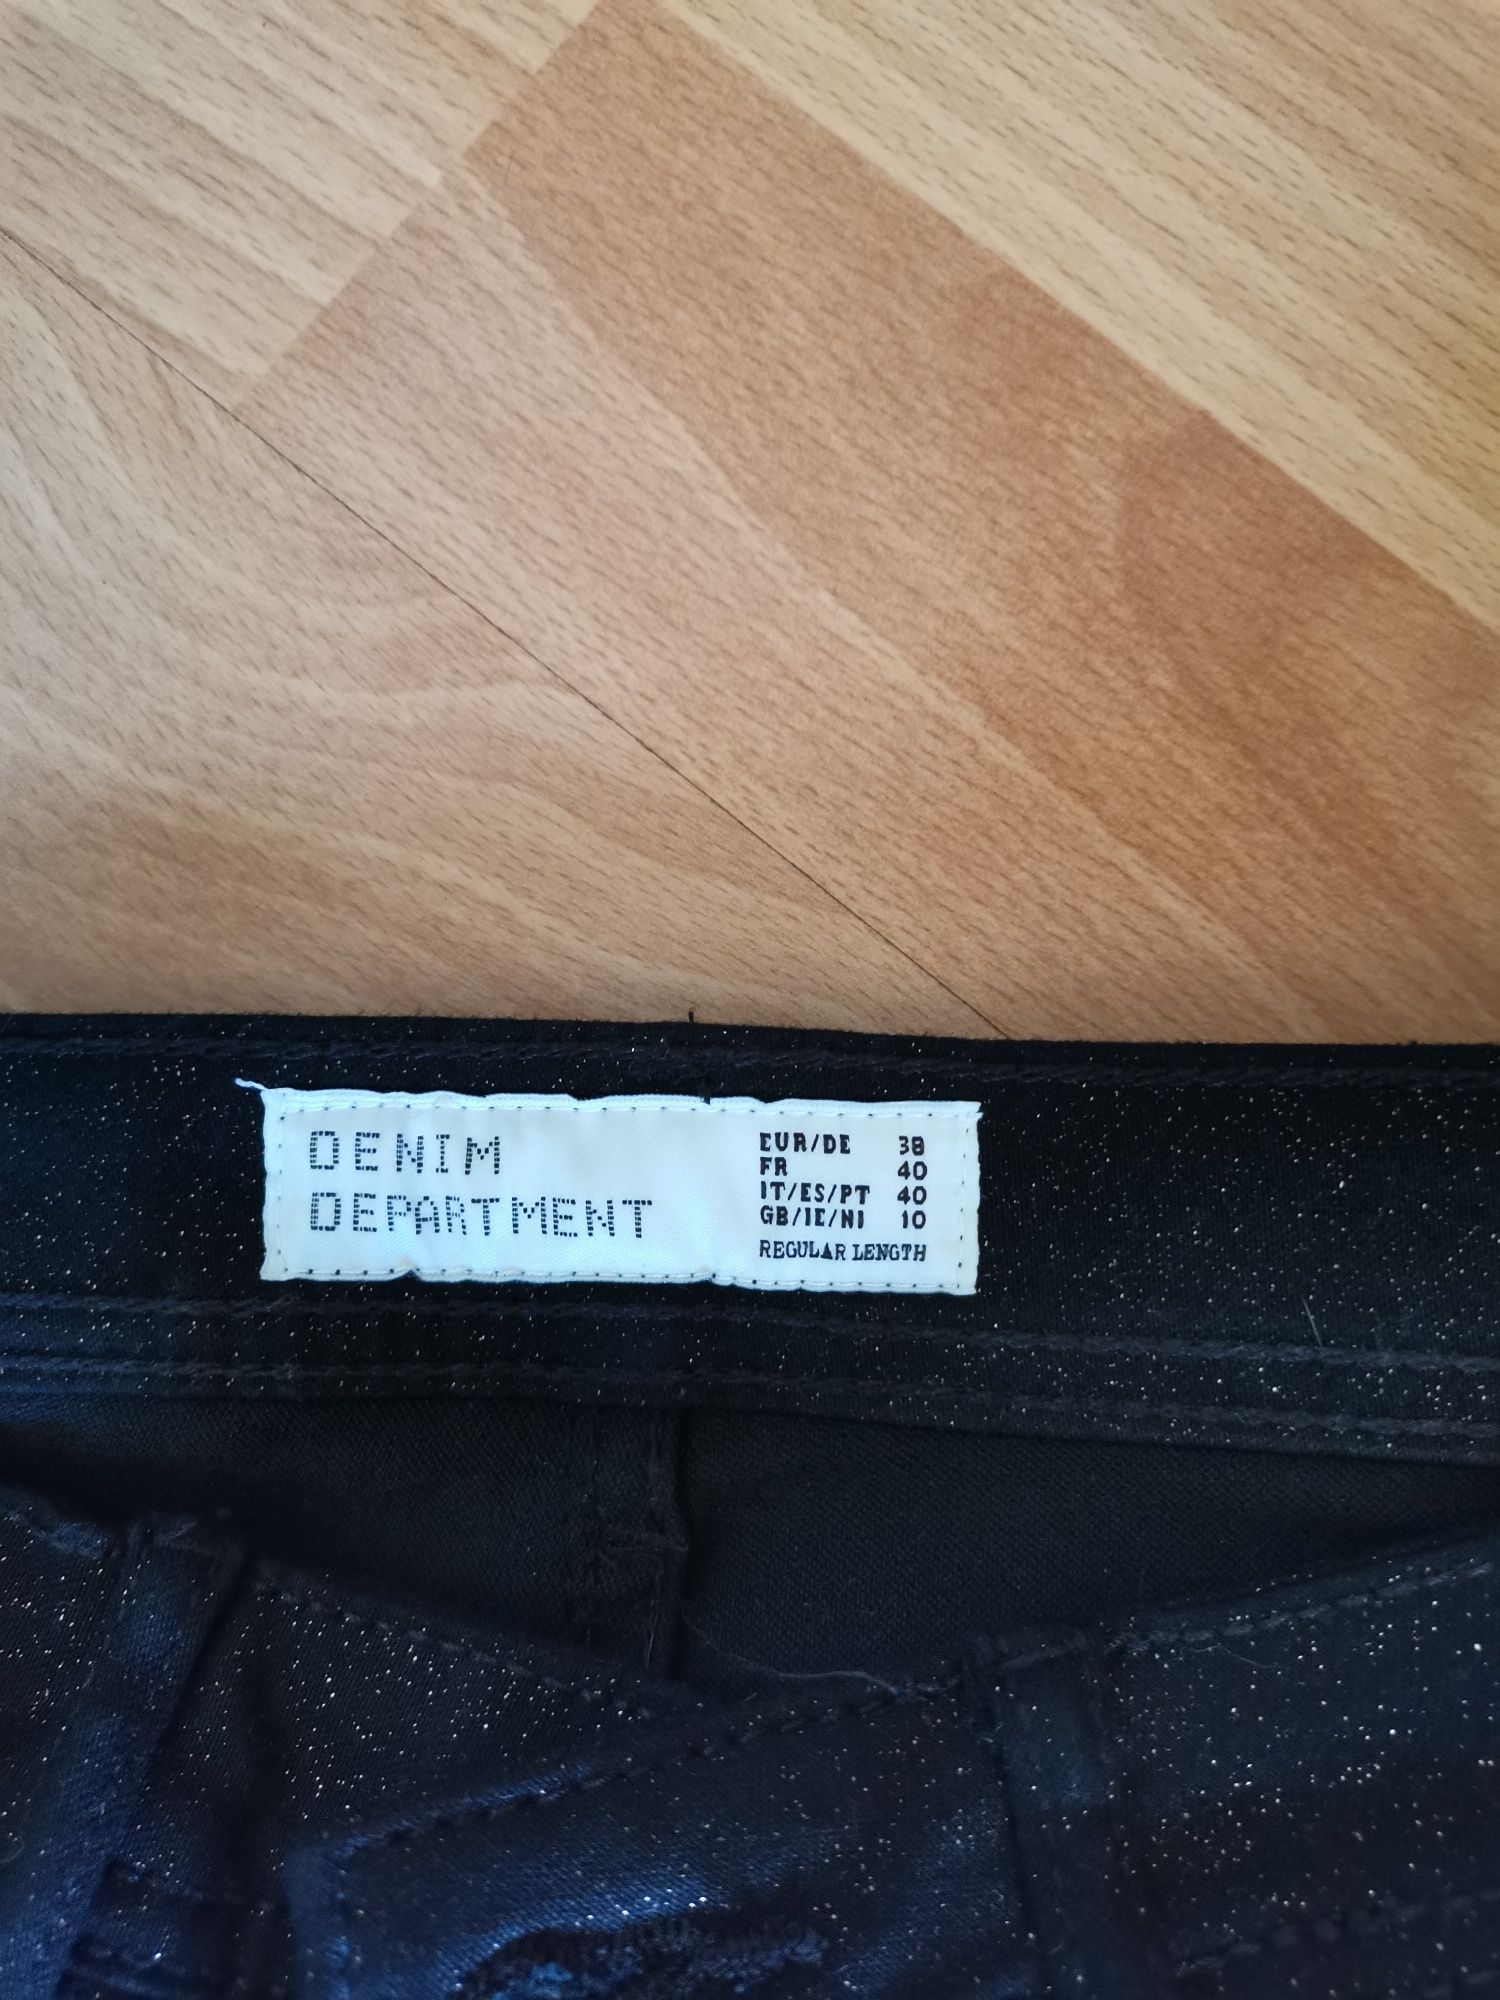 DENIM
DEPARTMENT
EUR/DE 38
FR 40
IT/ES/PT 40
GB/IE/NI 10
REGULAR LENGTH